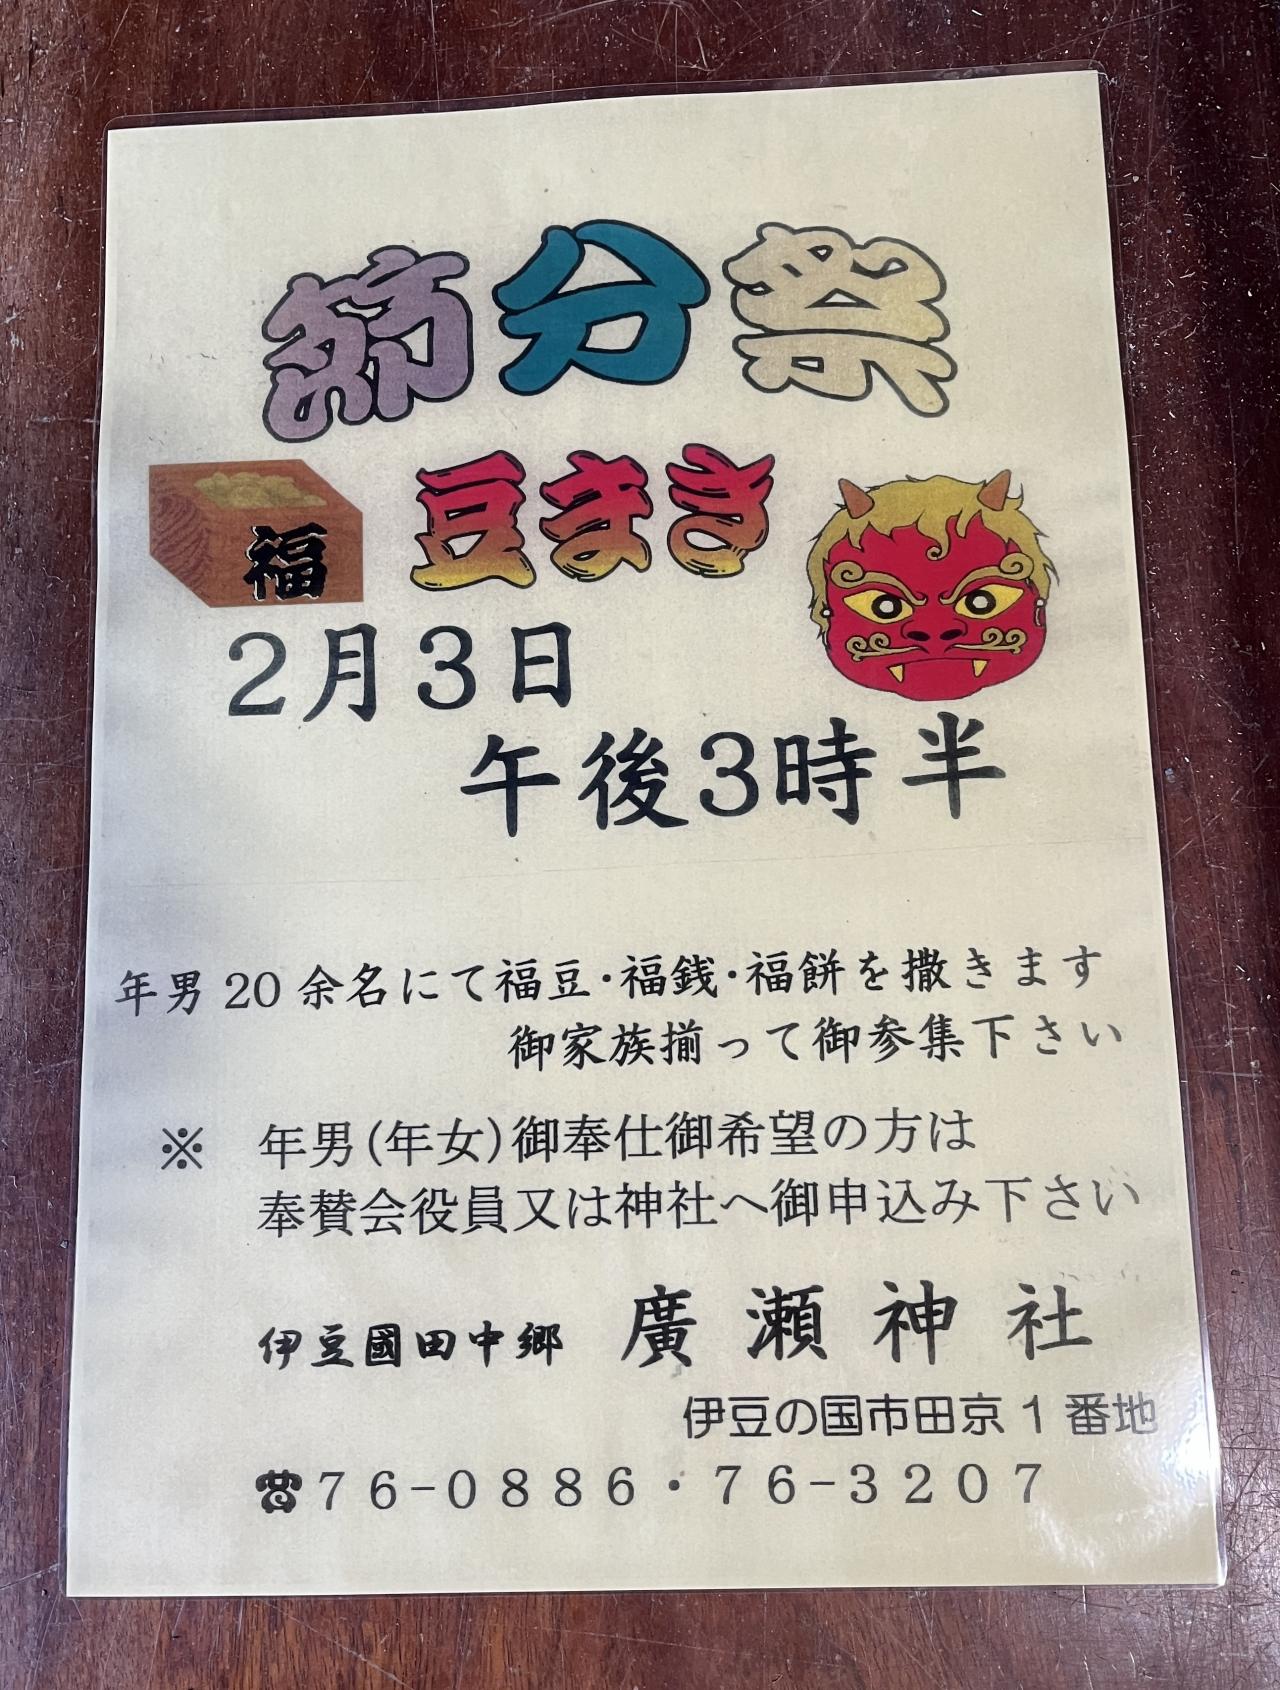 節分祭
豆まき
福
2月3日
午後3時半
年男20余名にて福豆・福銭・福餅を撒きます
御家族揃って御参集下さい
※ 年男(年女)御奉仕御希望の方は
奉賛会役員又は神社へ御申込み下さい
伊豆國田中郷 廣瀬神社
伊豆の国市田京1番地
☎76-0886・76-3207